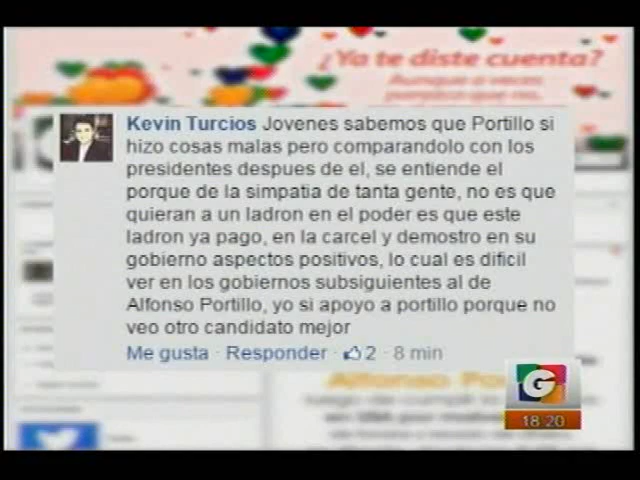 ¿Ya te diste cuenta?
Aunque a veces
Kevin Turcios Jovenes sabemos que Portillo si
hizo cosas malas pero comparandolo con los
presidentes despues de el, se entiende el
porque de la simpatia de tanta gente, no es que
quieran a un ladron en el poder es que este
ladron ya pago, en la carcel y demostro en su
gobierno aspectos positivos, lo cual es dificil
ver en los gobiernos subsiguientes al de
Alfonso Portillo, yo si apoyo a portillo porque no
veo otro candidato mejor
Me gusta · Responder · 2 · 8 min
Alfonso Po
G
18:20